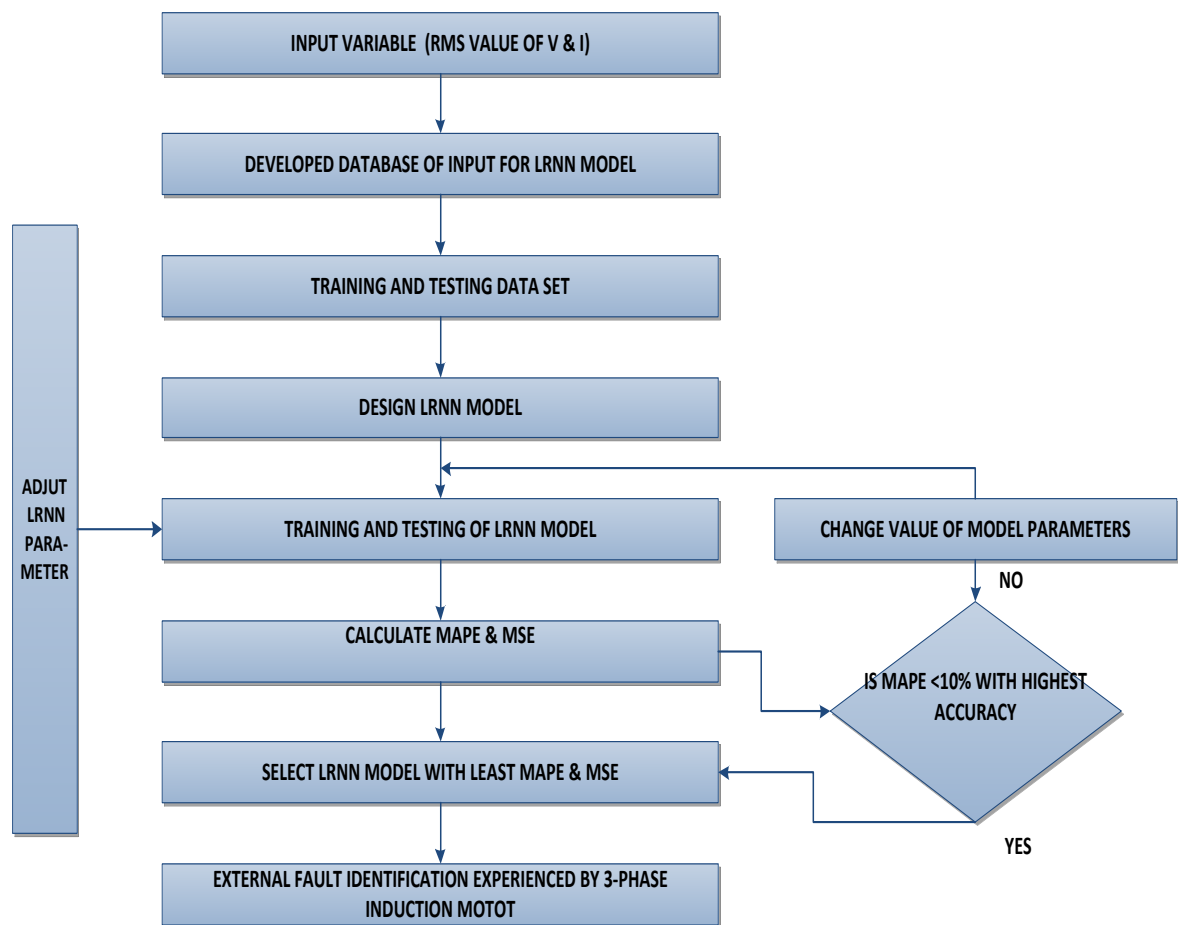 INPUT VARIABLE (RMS VALUE OF V & I)
DEVELOPED DATABASE OF INPUT FOR LRNN MODEL
TRAINING AND TESTING DATA SET
DESIGN LRNN MODEL
ADJUT
LRNN
PARA-
METER
TRAINING AND TESTING OF LRNN MODEL
CHANGE VALUE OF MODEL PARAMETERS
NO
CALCULATE MAPE & MSE
IS MAPE <10% WITH HIGHEST
ACCURACY
SELECT LRNN MODEL WITH LEAST MAPE & MSE
YES
EXTERNAL FAULT IDENTIFICATION EXPERIENCED BY 3-PHASE
INDUCTION MOTOT